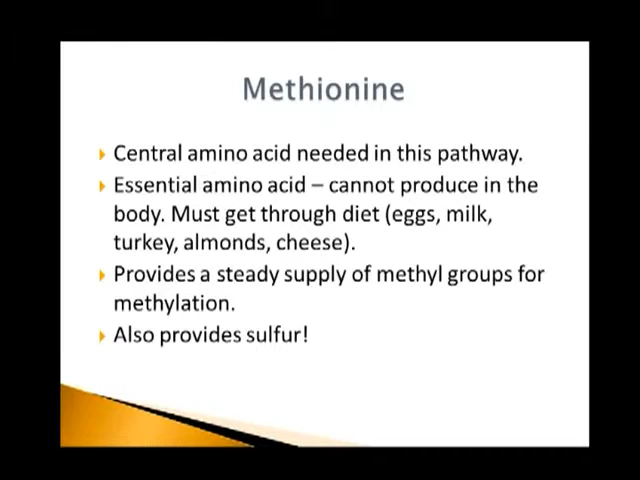 Methionine
Central amino acid needed in this pathway.
Essential amino acid – cannot produce in the
body. Must get through diet (eggs, milk,
turkey, almonds, cheese).
Provides a steady supply of methyl groups for
methylation.
Also provides sulfur!